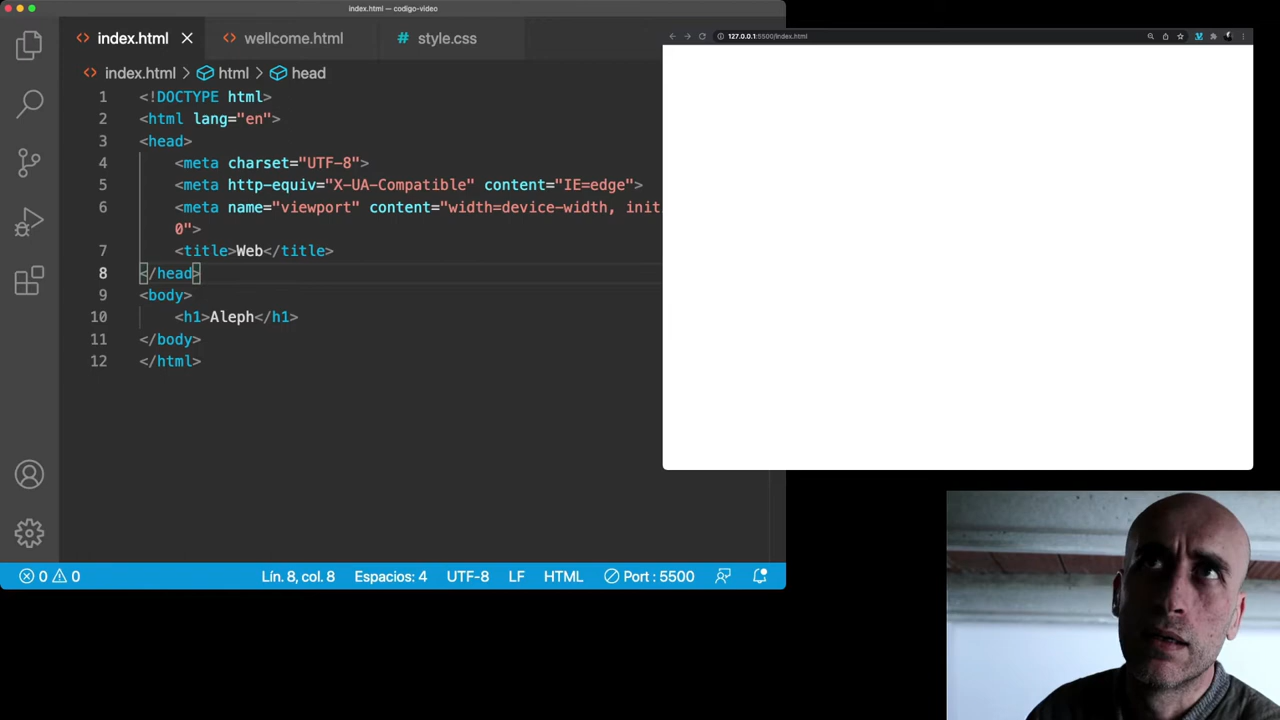 index.html — codigo-video
index.html
wellcome.html
# style.css
index.html > html > head
1 <!DOCTYPE html>
2 <html lang="en">
3 <head>
4 <meta charset="UTF-8">
5 <meta http-equiv="X-UA-Compatible" content="IE=edge">
6 <meta name="viewport" content="width=device-width, init
0">
7 <title>Web</title>
8 </head>
9 <body>
10 <h1>Aleph</h1>
11 </body>
12 </html>
0 0
Lín. 8, col. 8
Espacios: 4
UTF-8
LF
HTML
Port : 5500
127.0.0.1:5500/index.html